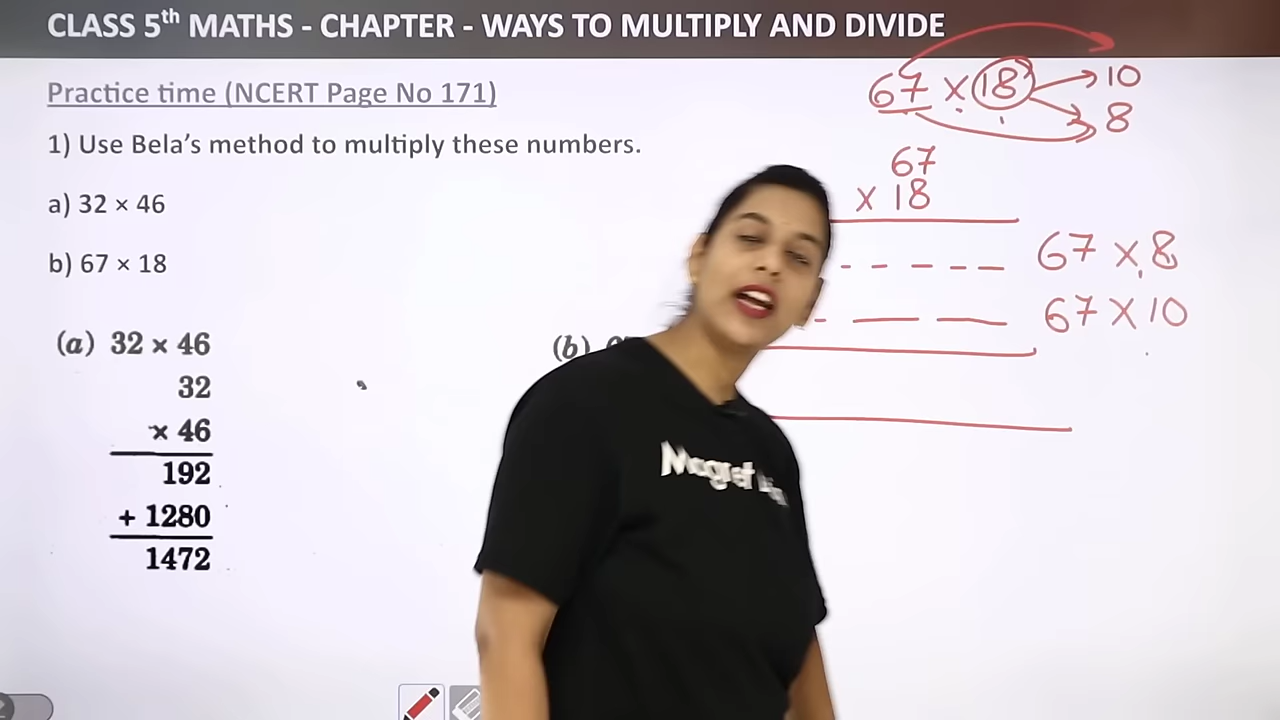 CLASS 5th MATHS - CHAPTER - WAYS TO MULTIPLY AND DIVIDE
Practice time (NCERT Page No 171)
1) Use Bela's method to multiply these numbers.
a) 32 × 46
b) 67 × 18
(a) 32 × 46
32
× 46
192
+ 1280
1472
(b)
67 × 18
10
8
67
× 18
67 × 8
67 × 10
Magnet